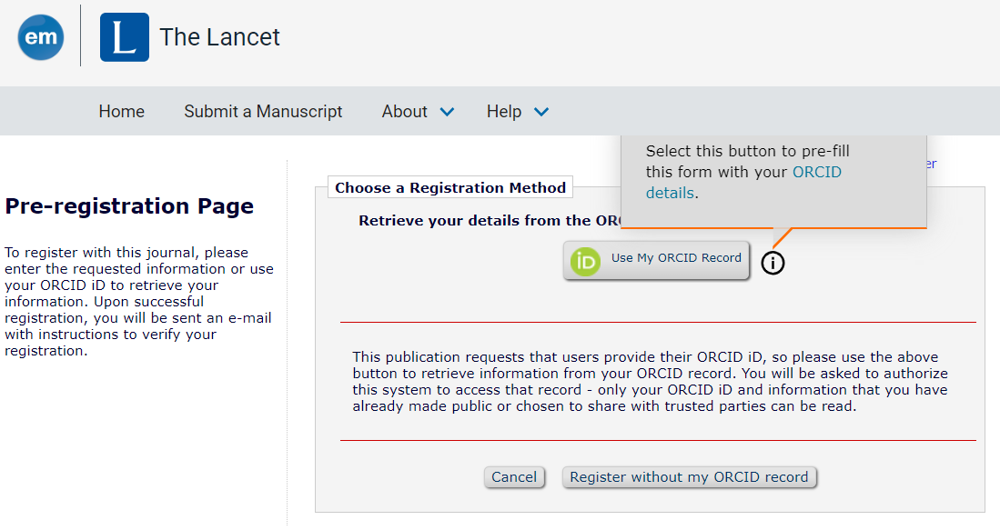 em
L
The Lancet
Home Submit a Manuscript About Help
Select this button to pre-fill
this form with your ORCID
details.
er
Pre-registration Page
To register with this journal, please
enter the requested information or use
your ORCID iD to retrieve your
information. Upon successful
registration, you will be sent an e-mail
with instructions to verify your
registration.
Choose a Registration Method
Retrieve your details from the ORC
iD Use My ORCID Record i
This publication requests that users provide their ORCID iD, so please use the above
button to retrieve information from your ORCID record. You will be asked to authorize
this system to access that record - only your ORCID iD and information that you have
already made public or chosen to share with trusted parties can be read.
Cancel Register without my ORCID record